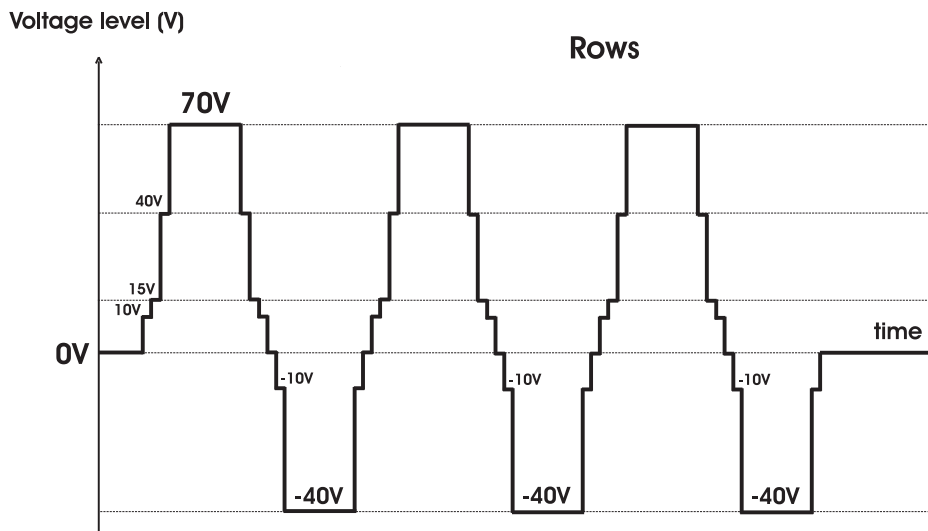 Voltage level (V)
Rows
70V
40V
15V
10V
time
0V
-10V
-10V
-10V
-40V
-40V
-40V